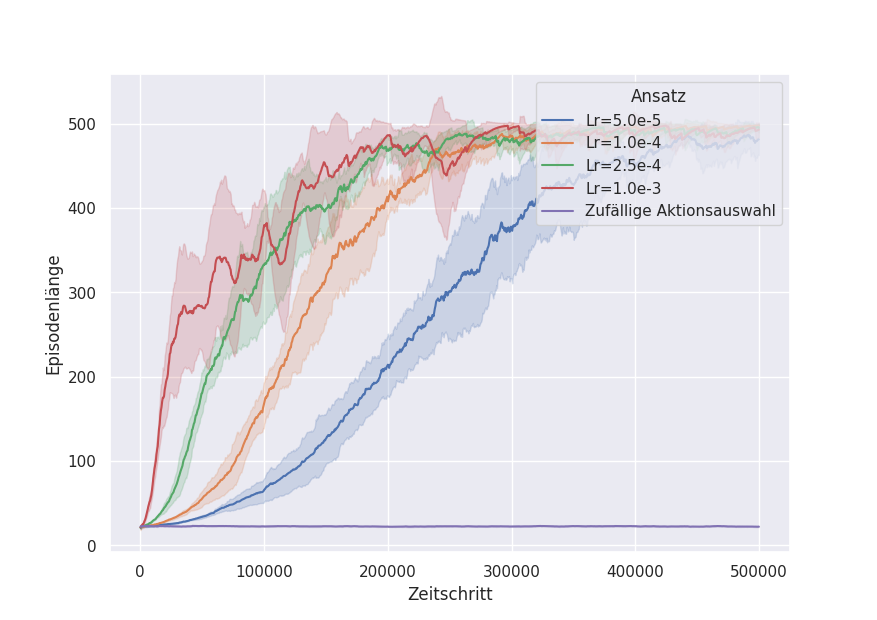 Ansatz
Lr=5.0e-5
Lr=1.0e-4
Lr=2.5e-4
Lr=1.0e-3
Zufällige Aktionsauswahl
500
400
300
200
100
0
Episodenlänge
0 100000 200000 300000 400000 500000
Zeitschritt